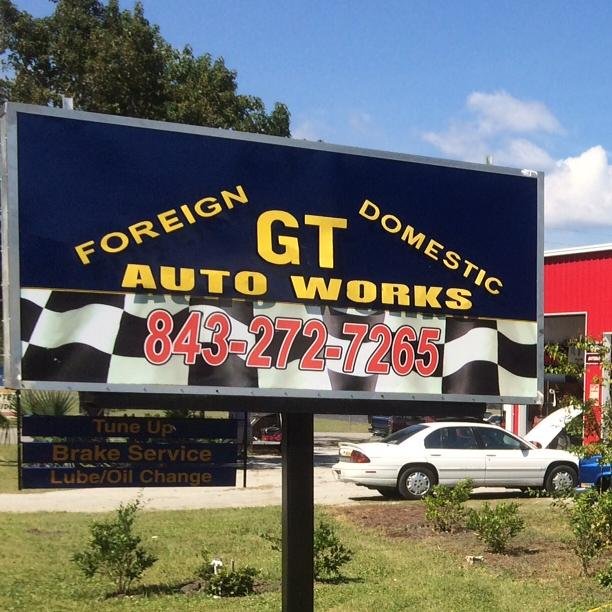 FOREIGN
DOMESTIC
GT
AUTO WORKS
843-272-7265
Tune Up
Brake Service
Lube/Oil Change